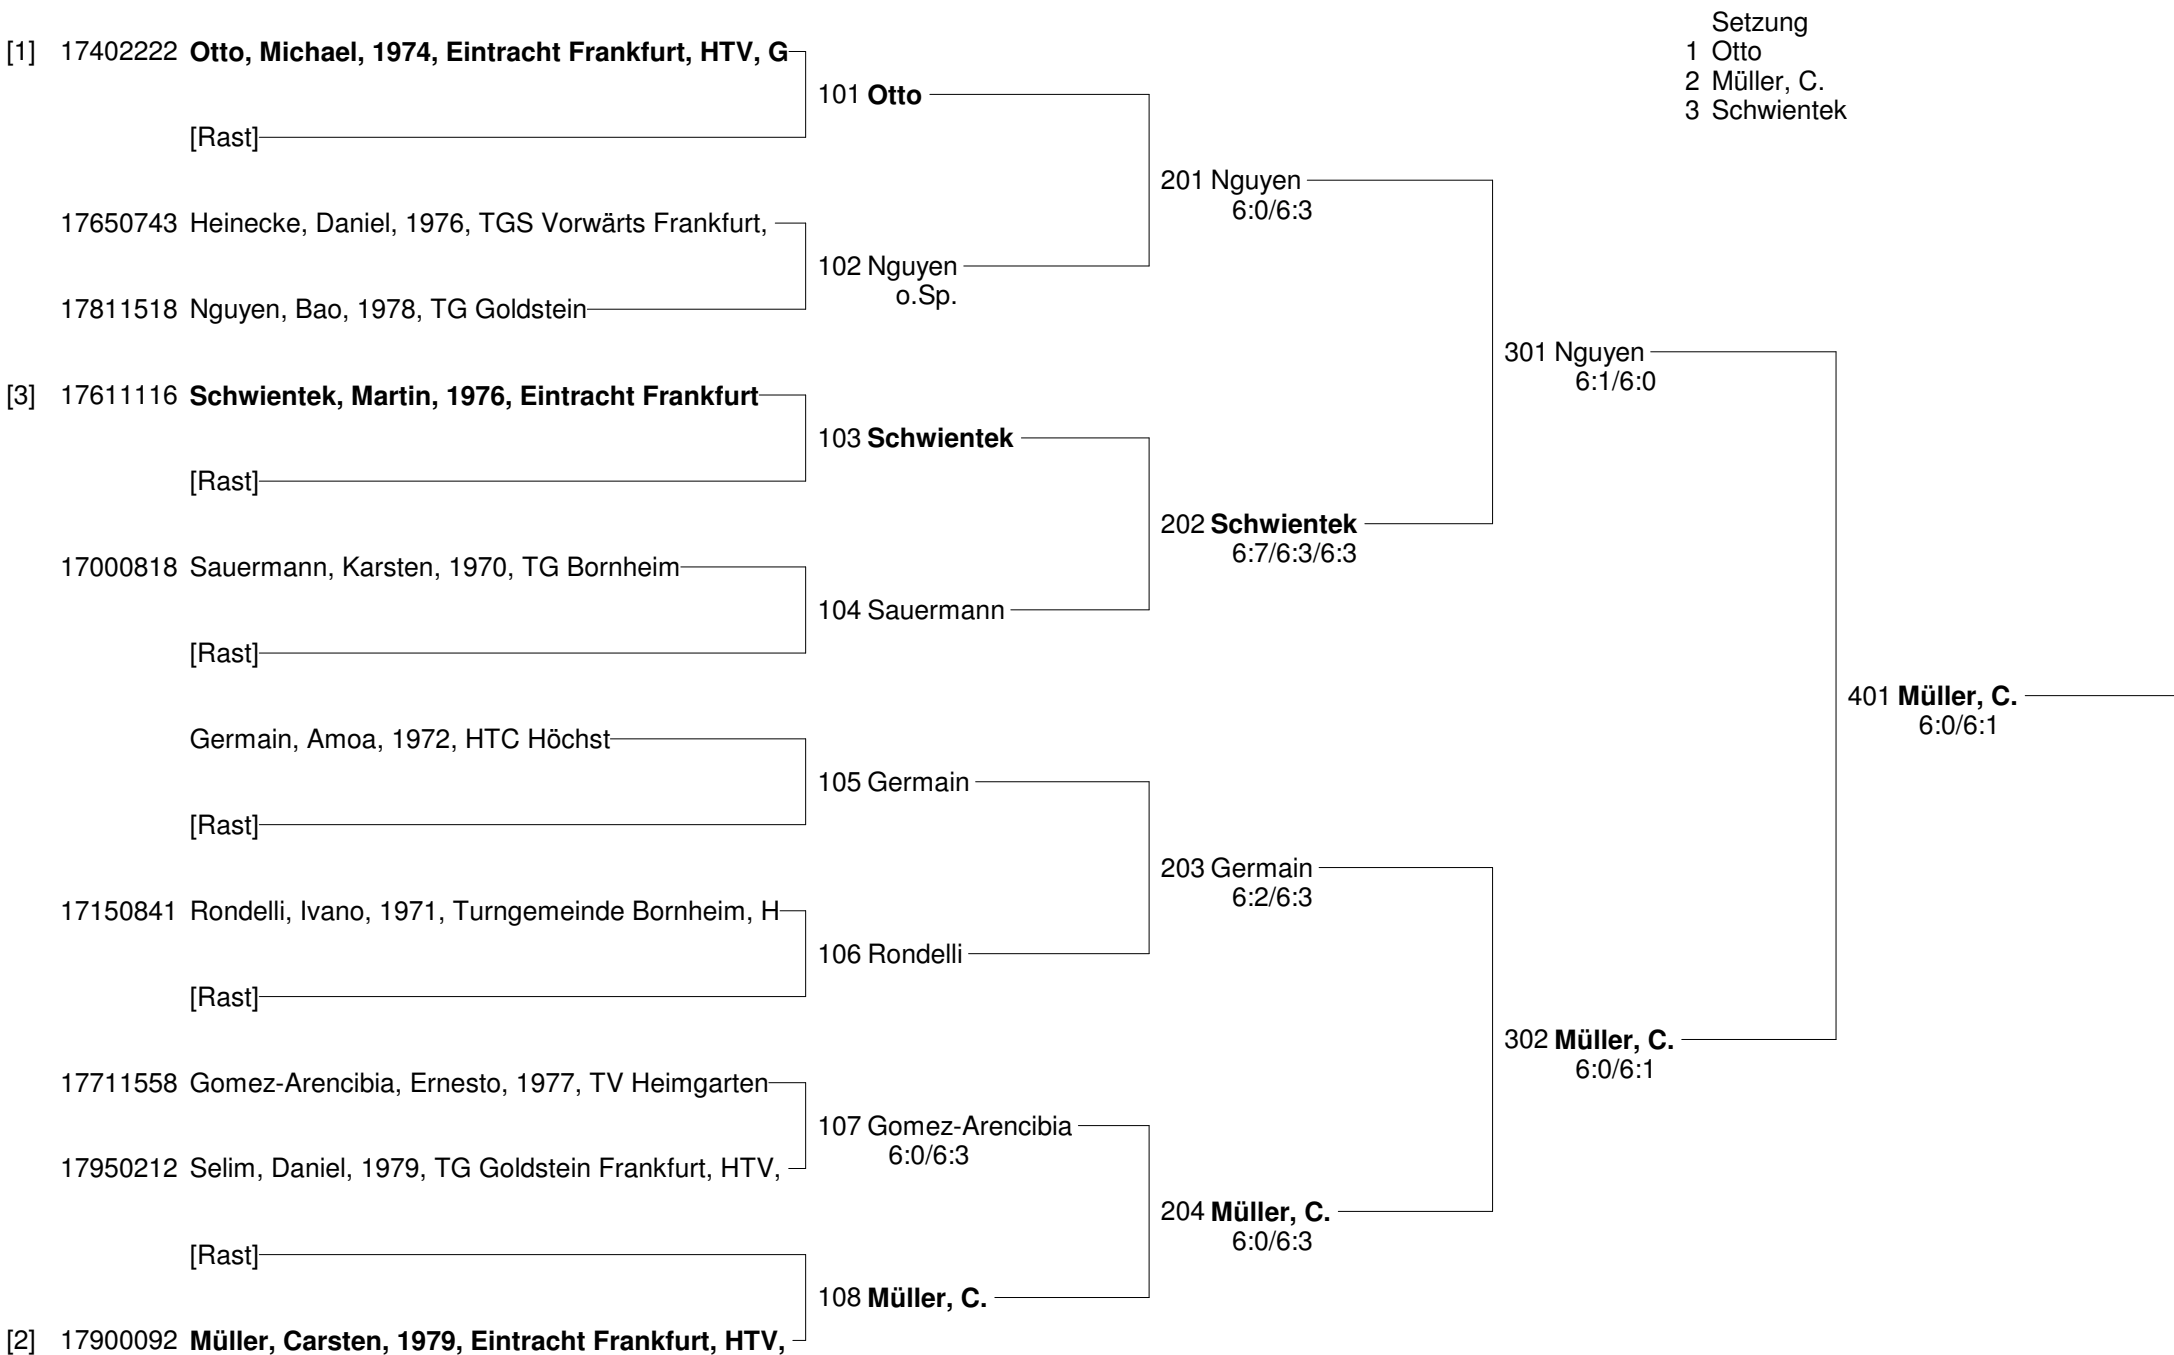 Setzung
1 Otto
2 Müller, C.
3 Schwientek
[1] 17402222 Otto, Michael, 1974, Eintracht Frankfurt, HTV, G
101 Otto
[Rast]
201 Nguyen
6:0/6:3
17650743 Heinecke, Daniel, 1976, TGS Vorwärts Frankfurt,
102 Nguyen
o.Sp.
17811518 Nguyen, Bao, 1978, TG Goldstein
301 Nguyen
6:1/6:0
[3] 17611116 Schwientek, Martin, 1976, Eintracht Frankfurt
103 Schwientek
[Rast]
202 Schwientek
6:7/6:3/6:3
17000818 Sauermann, Karsten, 1970, TG Bornheim
104 Sauermann
[Rast]
401 Müller, C.
6:0/6:1
Germain, Amoa, 1972, HTC Höchst
105 Germain
[Rast]
203 Germain
6:2/6:3
17150841 Rondelli, Ivano, 1971, Turngemeinde Bornheim, H
106 Rondelli
[Rast]
302 Müller, C.
6:0/6:1
17711558 Gomez-Arencibia, Ernesto, 1977, TV Heimgarten
107 Gomez-Arencibia
6:0/6:3
17950212 Selim, Daniel, 1979, TG Goldstein Frankfurt, HTV,
204 Müller, C.
6:0/6:3
[Rast]
108 Müller, C.
[2] 17900092 Müller, Carsten, 1979, Eintracht Frankfurt, HTV,